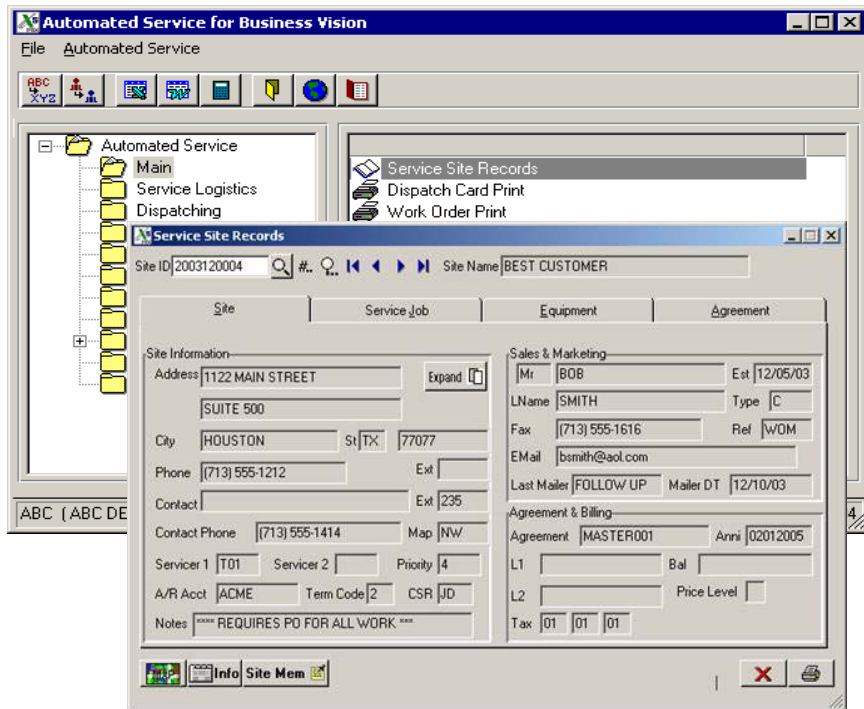 Automated Service for Business Vision
File Automated Service
ABC
XYZ
Automated Service
Main
Service Logistics
Dispatching
Service Site Records
Dispatch Card Print
Work Order Print
Service Site Records
Site ID 2003120004 #.. Site Name BEST CUSTOMER
Site Service Job Equipment Agreement
Site Information
Address 1122 MAIN STREET Expand
SUITE 500
City HOUSTON St TX 77077
Phone (713) 555-1212 Ext
Contact Ext 235
Contact Phone (713) 555-1414 Map NW
Servicer 1 T01 Servicer 2 Priority 4
A/R Acct ACME Term Code 2 CSR JD
Notes **** REQUIRES PO FOR ALL WORK ***
Sales & Marketing
Mr BOB Est 12/05/03
LName SMITH Type C
Fax (713) 555-1616 Ref WOM
EMail bsmith@aol.com
Last Mailer FOLLOW UP Mailer DT 12/10/03
Agreement & Billing
Agreement MASTER001 Anni 02012005
L1 Bal
L2 Price Level
Tax 01 01 01
ABC ( ABC DE
4
Info Site Mem